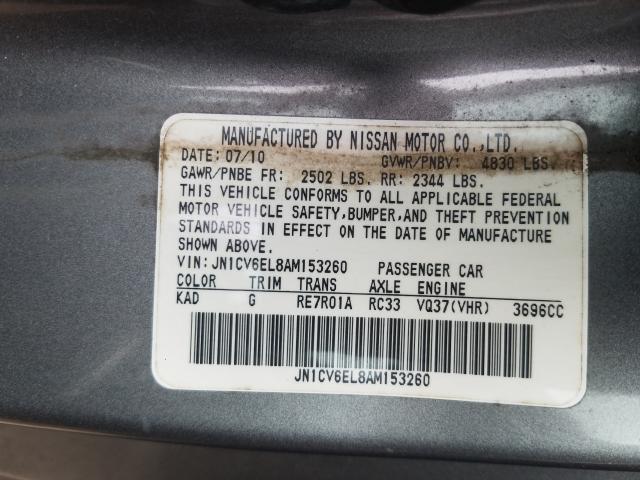 MANUFACTURED BY NISSAN MOTOR CO.,LTD.
DATE: 07/10 GVWR/PNBV: 4830 LBS.
GAWR/PNBE FR: 2502 LBS. RR: 2344 LBS.
THIS VEHICLE CONFORMS TO ALL APPLICABLE FEDERAL
MOTOR VEHICLE SAFETY,BUMPER,AND THEFT PREVENTION
STANDARDS IN EFFECT ON THE DATE OF MANUFACTURE
SHOWN ABOVE.
VIN:JN1CV6EL8AM153260 PASSENGER CAR
COLOR TRIM TRANS AXLE ENGINE
KAD G RE7R01A RC33 VQ37(VHR) 3696CC
JN1CV6EL8AM153260